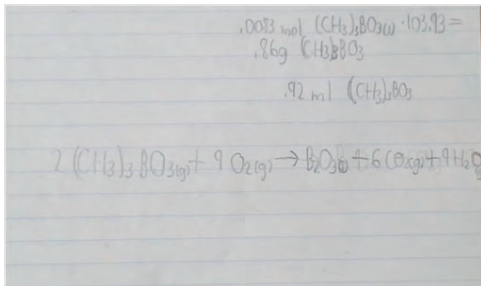 .0083 mol (CH3)3BO3(l) · 103.93 =
.86g (CH3)3BO3
.92 ml (CH3)3BO3
2 (CH3)3 BO3(g) + 9 O2(g) → B2O3(s) + 6 CO2(g) + 9 H2O